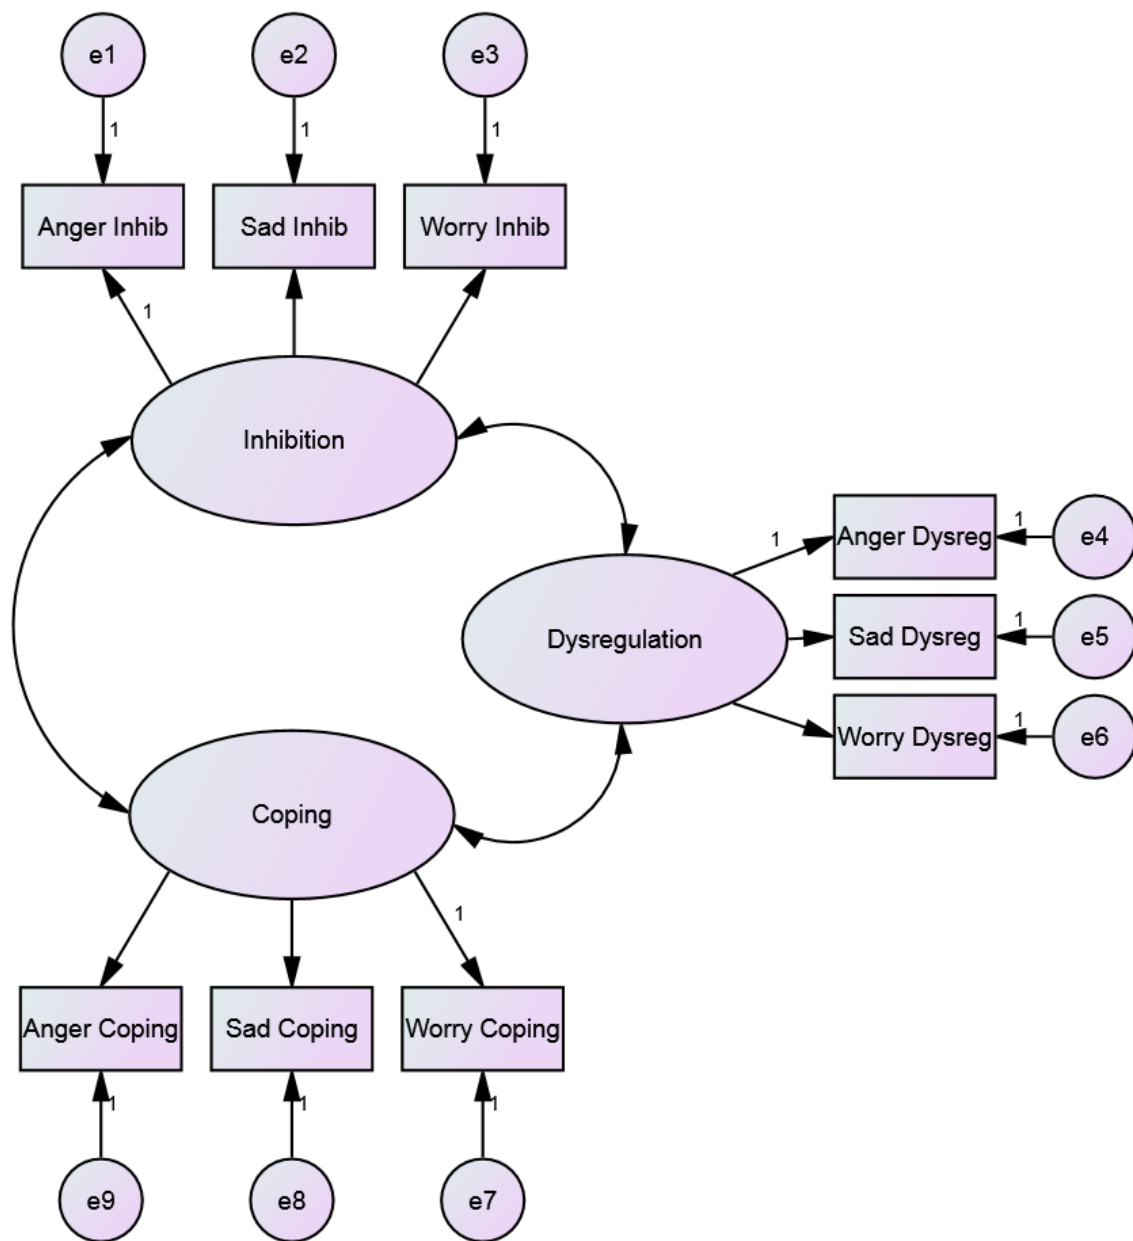 e1
e2
e3
1
1
1
Anger Inhib
Sad Inhib
Worry Inhib
1
Inhibition
Dysregulation
1
Anger Dysreg
1
e4
Sad Dysreg
1
e5
Worry Dysreg
1
e6
Coping
1
Anger Coping
Sad Coping
Worry Coping
1
1
1
e9
e8
e7